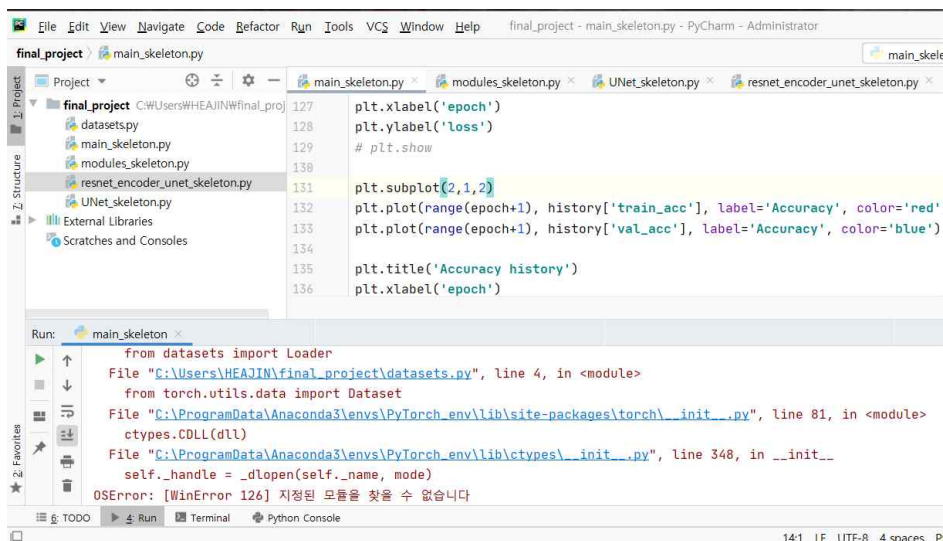 File Edit View Navigate Code Refactor Run Tools VCS Window Help final_project - main_skeleton.py - PyCharm - Administrator
final_project main_skeleton.py main_skele
1: Project
Project
main_skeleton.py modules_skeleton.py UNet_skeleton.py resnet_encoder_unet_skeleton.py
final_project C:₩Users₩HEAJIN₩final_proj
datasets.py
main_skeleton.py
modules_skeleton.py
resnet_encoder_unet_skeleton.py
UNet_skeleton.py
External Libraries
Scratches and Consoles
7: Structure
127 plt.xlabel('epoch')
128 plt.ylabel('loss')
129 # plt.show
130
131 plt.subplot(2,1,2)
132 plt.plot(range(epoch+1), history['train_acc'], label='Accuracy', color='red'
133 plt.plot(range(epoch+1), history['val_acc'], label='Accuracy', color='blue')
134
135 plt.title('Accuracy history')
136 plt.xlabel('epoch')
Run: main_skeleton
from datasets import Loader
File "C:\Users\HEAJIN\final_project\datasets.py", line 4, in <module>
from torch.utils.data import Dataset
File "C:\ProgramData\Anaconda3\envs\PyTorch_env\lib\site-packages\torch\__init__.py", line 81, in <module>
ctypes.CDLL(dll)
File "C:\ProgramData\Anaconda3\envs\PyTorch_env\lib\ctypes\__init__.py", line 348, in __init__
self._handle = _dlopen(self._name, mode)
OSError: [WinError 126] 지정된 모듈을 찾을 수 없습니다
2: Favorites
6: TODO 4: Run Terminal Python Console
14:1 LF UTF-8 4 spaces P